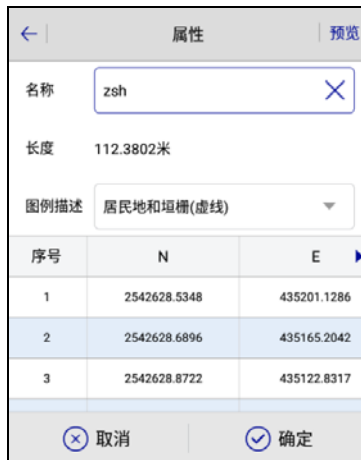 属性 预览
名称 zsh
长度 112.3802米
图例描述 居民地和垣栅(虚线)
序号 N E
1 2542628.5348 435201.1286
2 2542628.6896 435165.2042
3 2542628.8722 435122.8317
取消 确定